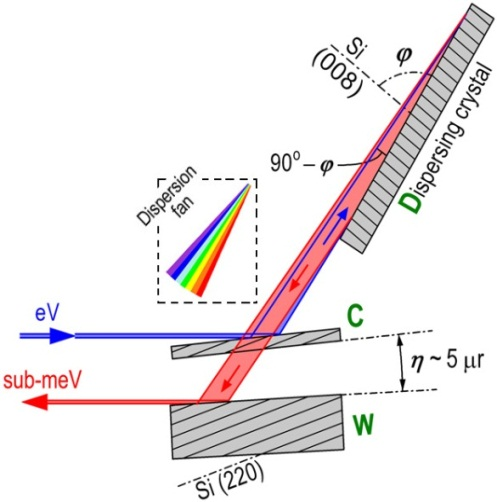 Si
(008)
φ
90° – φ
Dispersing crystal
Dispersion
fan
eV
C
sub-meV
η ~ 5 μr
W
Si (220)